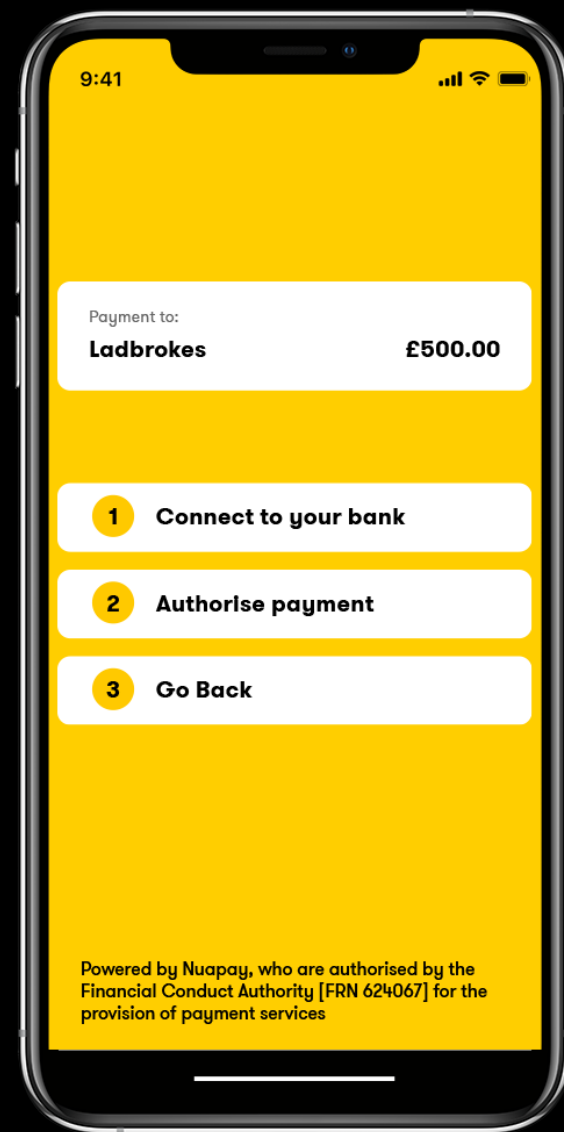 9:41
Payment to:
Ladbrokes £500.00
1 Connect to your bank
2 Authorise payment
3 Go Back
Powered by Nuapay, who are authorised by the
Financial Conduct Authority [FRN 624067] for the
provision of payment services